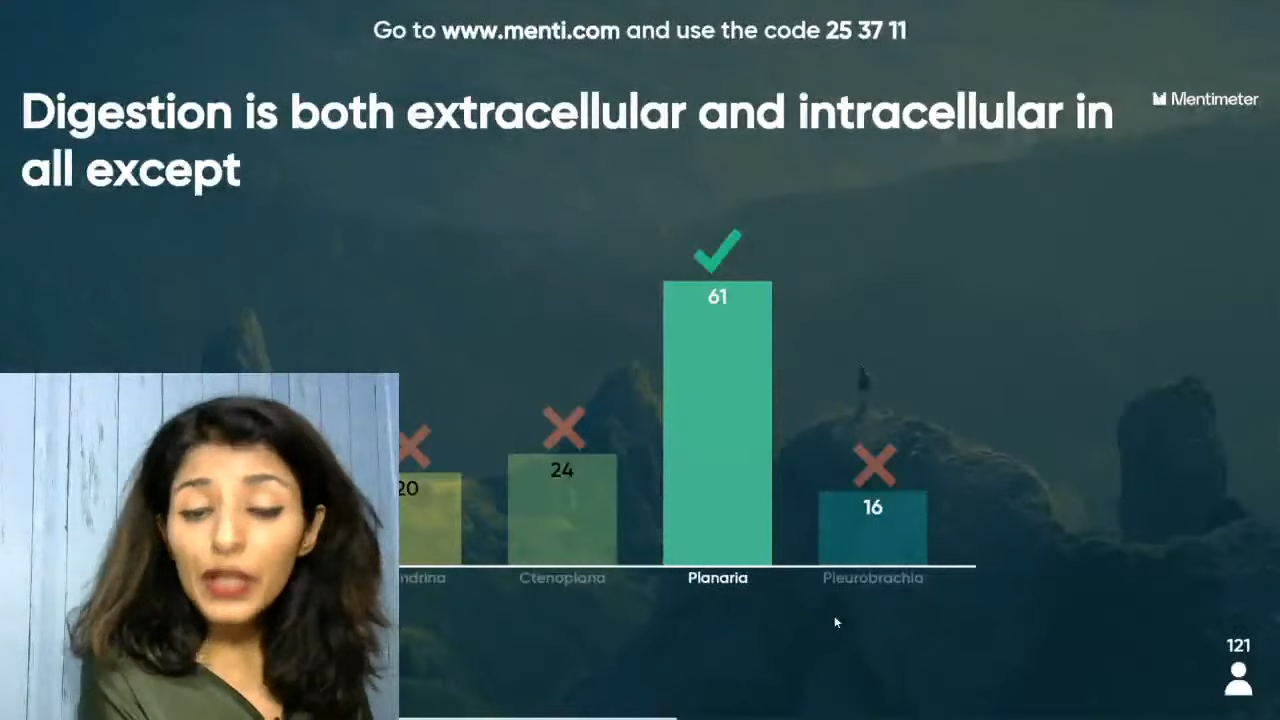 Go to www.menti.com and use the code 25 37 11
Mentimeter
Digestion is both extracellular and intracellular in
all except
61
24
20
16
ndrina
Ctenoplana
Planaria
Pleurobrachia
121